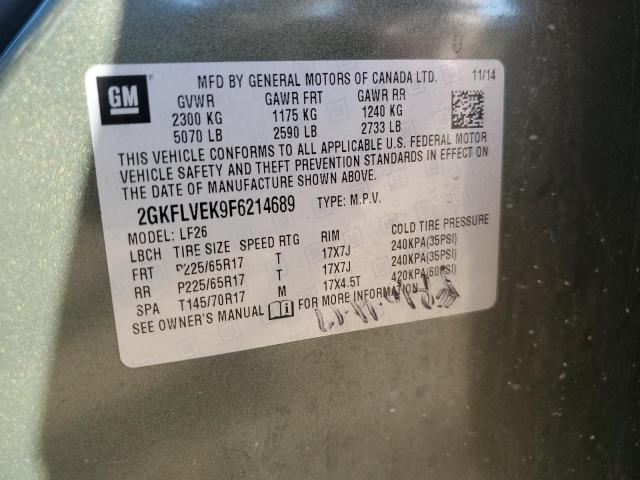 GM MFD BY GENERAL MOTORS OF CANADA LTD. 11/14
GVWR GAWR FRT GAWR RR
2300 KG 1175 KG 1240 KG
5070 LB 2590 LB 2733 LB
THIS VEHICLE CONFORMS TO ALL APPLICABLE U.S. FEDERAL MOTOR
VEHICLE SAFETY AND THEFT PREVENTION STANDARDS IN EFFECT ON
THE DATE OF MANUFACTURE SHOWN ABOVE.
2GKFLVEK9F6214689 TYPE: M.P.V.
MODEL: LF26
LBCH TIRE SIZE SPEED RTG RIM COLD TIRE PRESSURE
FRT P225/65R17 T 17X7J 240KPA(35PSI)
RR P225/65R17 T 17X7J 240KPA(35PSI)
SPA T145/70R17 M 17X4.5T 420KPA(60PSI)
SEE OWNER'S MANUAL FOR MORE INFORMATION